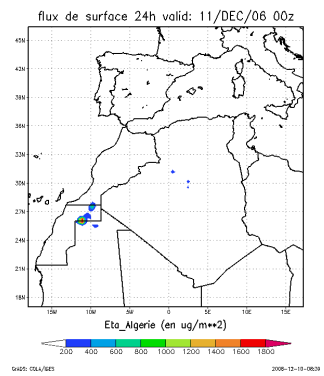 flux de surface 24h valid: 11/DEC/06 00z
45N
42N
39N
36N
33N
30N
27N
24N
21N
18N
15W 10W 5W 0 5E 10E 15E
Eta_Algerie (en ug/m**2)
200 400 600 800 1000 1200 1400 1600 1800
GrADS: COLA/IGES 2006-12-10-06:39